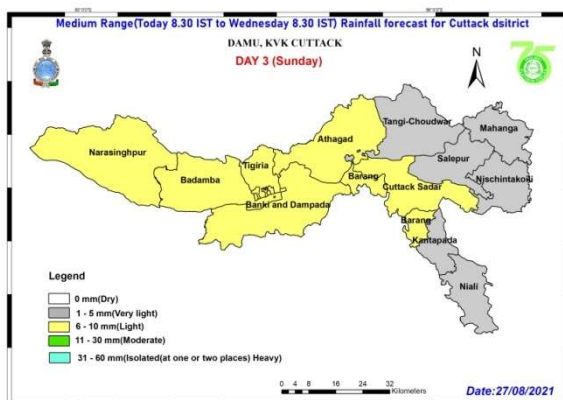 Medium Range(Today 8.30 IST to Wednesday 8.30 IST) Rainfall forecast for Cuttack dsitrict
DAMU, KVK CUTTACK
DAY 3 (Sunday)
N
75
Tangi-Choudwar
Mahanga
Athagad
Narasinghpur
Tigiria
Salepur
Badamba
Barang
Nischintakoili
Cuttack Sadar
Banki and Dampada
Barang
Kantapada
Niali
Legend
0 mm(Dry)
1 - 5 mm(Very light)
6 - 10 mm(Light)
11 - 30 mm(Moderate)
31 - 60 mm(Isolated(at one or two places) Heavy)
0 4 8 16 24 32
Kilometers
Date:27/08/2021